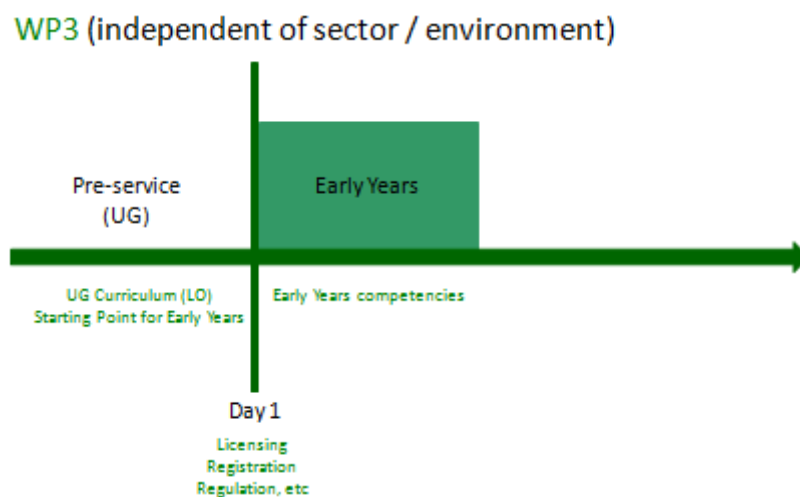 WP3 (independent of sector / environment)
Pre-service
(UG)
Early Years
UG Curriculum (LO)
Starting Point for Early Years
Early Years competencies
Day 1
Licensing
Registration
Regulation, etc